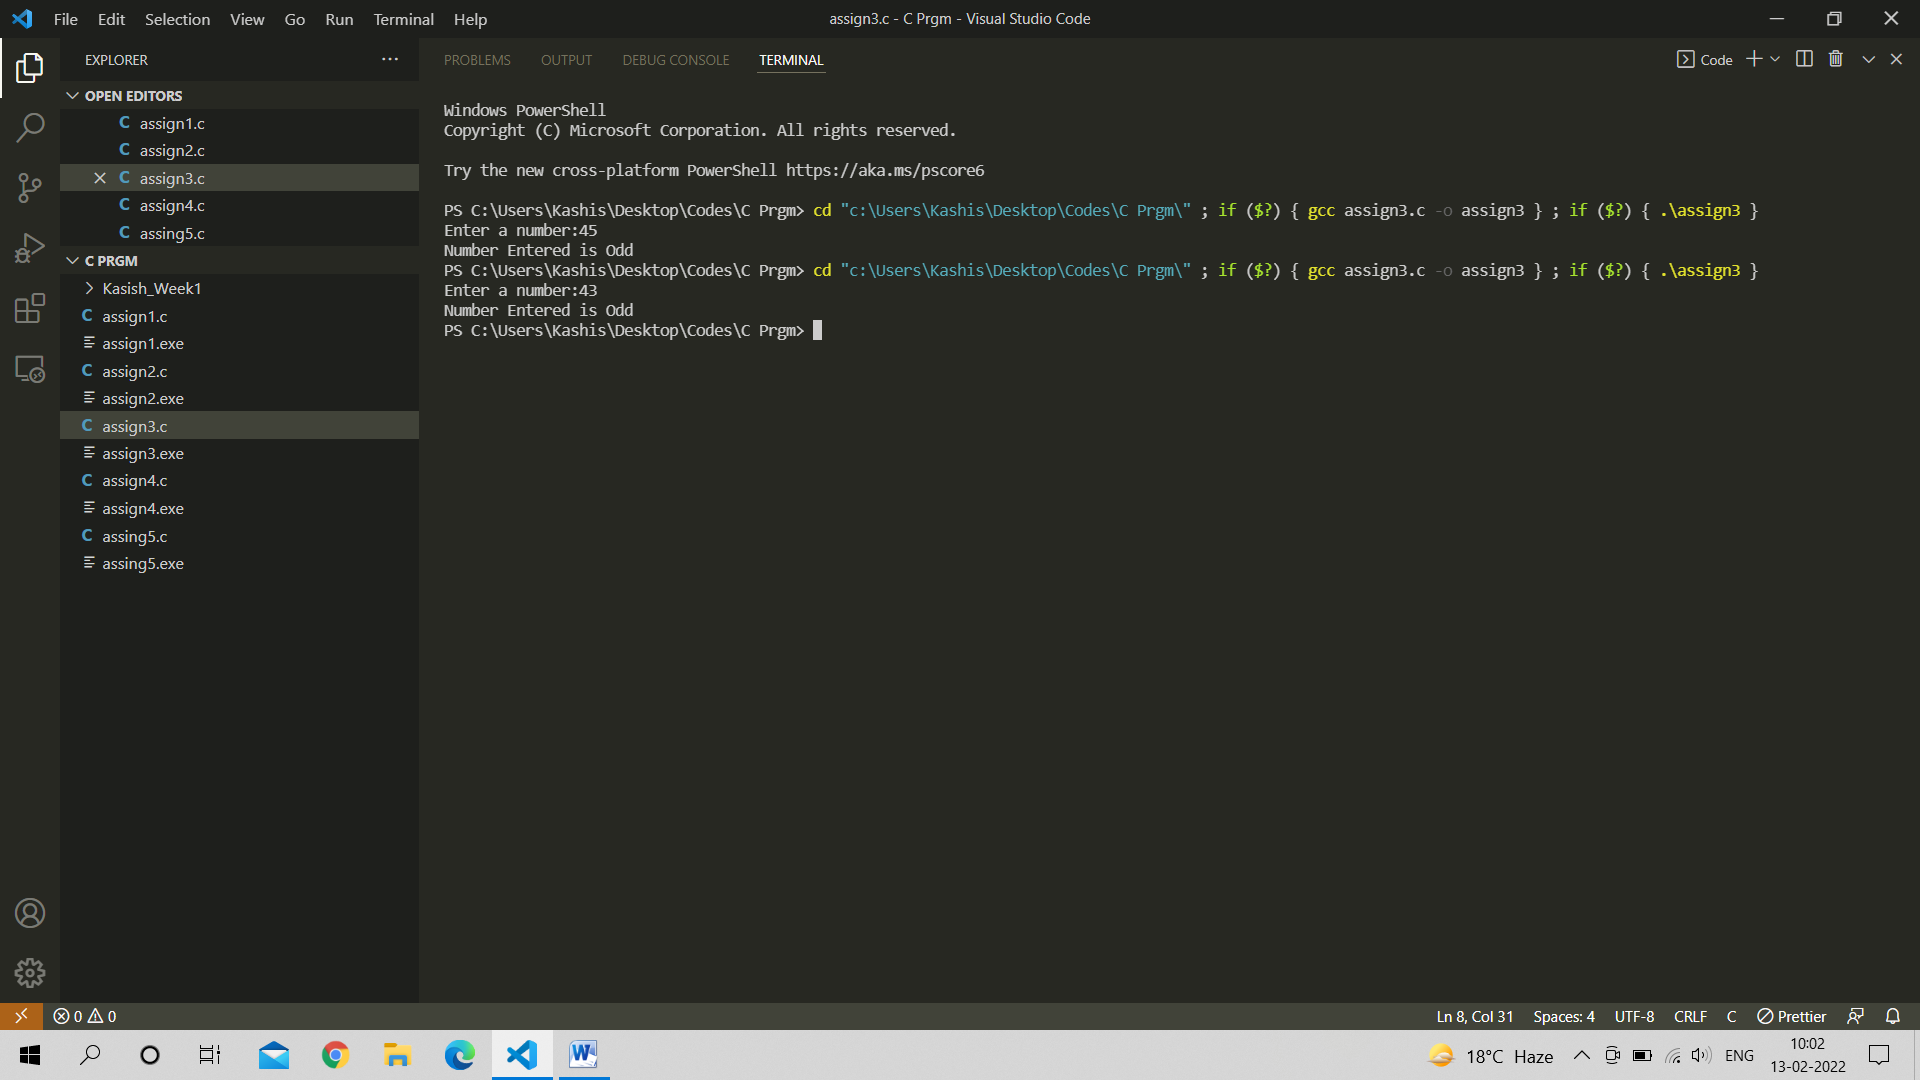 File Edit Selection View Go Run Terminal Help
assign3.c - C Prgm - Visual Studio Code
EXPLORER
OPEN EDITORS
C assign1.c
C assign2.c
C assign3.c
C assign4.c
C assing5.c
C PRGM
Kasish_Week1
C assign1.c
assign1.exe
C assign2.c
assign2.exe
C assign3.c
assign3.exe
C assign4.c
assign4.exe
C assing5.c
assing5.exe
PROBLEMS OUTPUT DEBUG CONSOLE TERMINAL
Code
Windows PowerShell
Copyright (C) Microsoft Corporation. All rights reserved.
Try the new cross-platform PowerShell https://aka.ms/pscore6
PS C:\Users\Kashis\Desktop\Codes\C Prgm> cd "c:\Users\Kashis\Desktop\Codes\C Prgm\" ; if ($?) { gcc assign3.c -o assign3 } ; if ($?) { .\assign3 }
Enter a number:45
Number Entered is Odd
PS C:\Users\Kashis\Desktop\Codes\C Prgm> cd "c:\Users\Kashis\Desktop\Codes\C Prgm\" ; if ($?) { gcc assign3.c -o assign3 } ; if ($?) { .\assign3 }
Enter a number:43
Number Entered is Odd
PS C:\Users\Kashis\Desktop\Codes\C Prgm>
0 0
Ln 8, Col 31 Spaces: 4 UTF-8 CRLF C Prettier
18°C Haze
ENG
10:02
13-02-2022